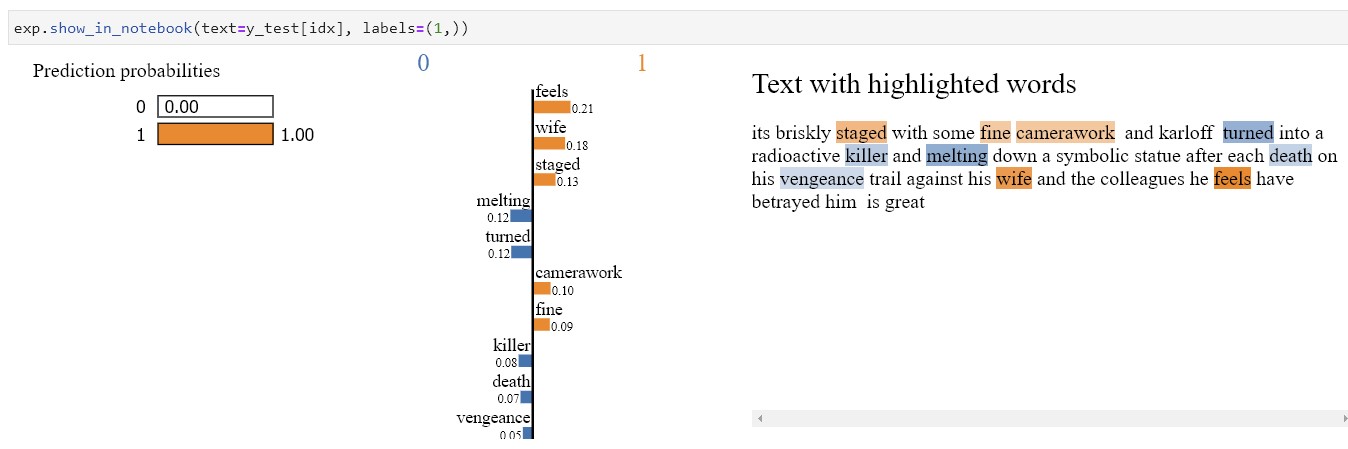 exp.show_in_notebook(text=y_test[idx], labels=(1,))
Prediction probabilities
0 0.00
1 1.00
0 1
feels
0.21
wife
0.18
staged
0.13
melting
0.12
turned
0.12
camerawork
0.10
fine
0.09
killer
0.08
death
0.07
vengeance
0.05
Text with highlighted words
its briskly staged with some fine camerawork and karloff turned into a
radioactive killer and melting down a symbolic statue after each death on
his vengeance trail against his wife and the colleagues he feels have
betrayed him is great